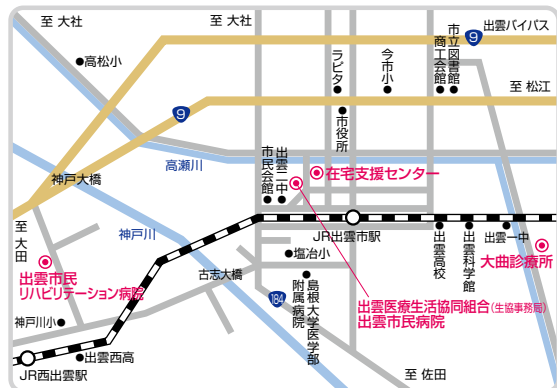 至 大社
至 大社
出雲バイパス
9
市立図書館
商工会館
高松小
ラピタ
今市小
至 松江
9
市役所
高瀬川
出雲二中
市民会館
在宅支援センター
神戸大橋
至 大田
神戸川
JR出雲市駅
出雲高校
出雲科学館
出雲一中
大曲診療所
塩冶小
古志大橋
出雲市民
リハビリテーション病院
184
島根大学医学部
附属病院
出雲医療生活協同組合(生協事務局)
出雲市民病院
神戸川小
出雲西高
JR西出雲駅
至 佐田